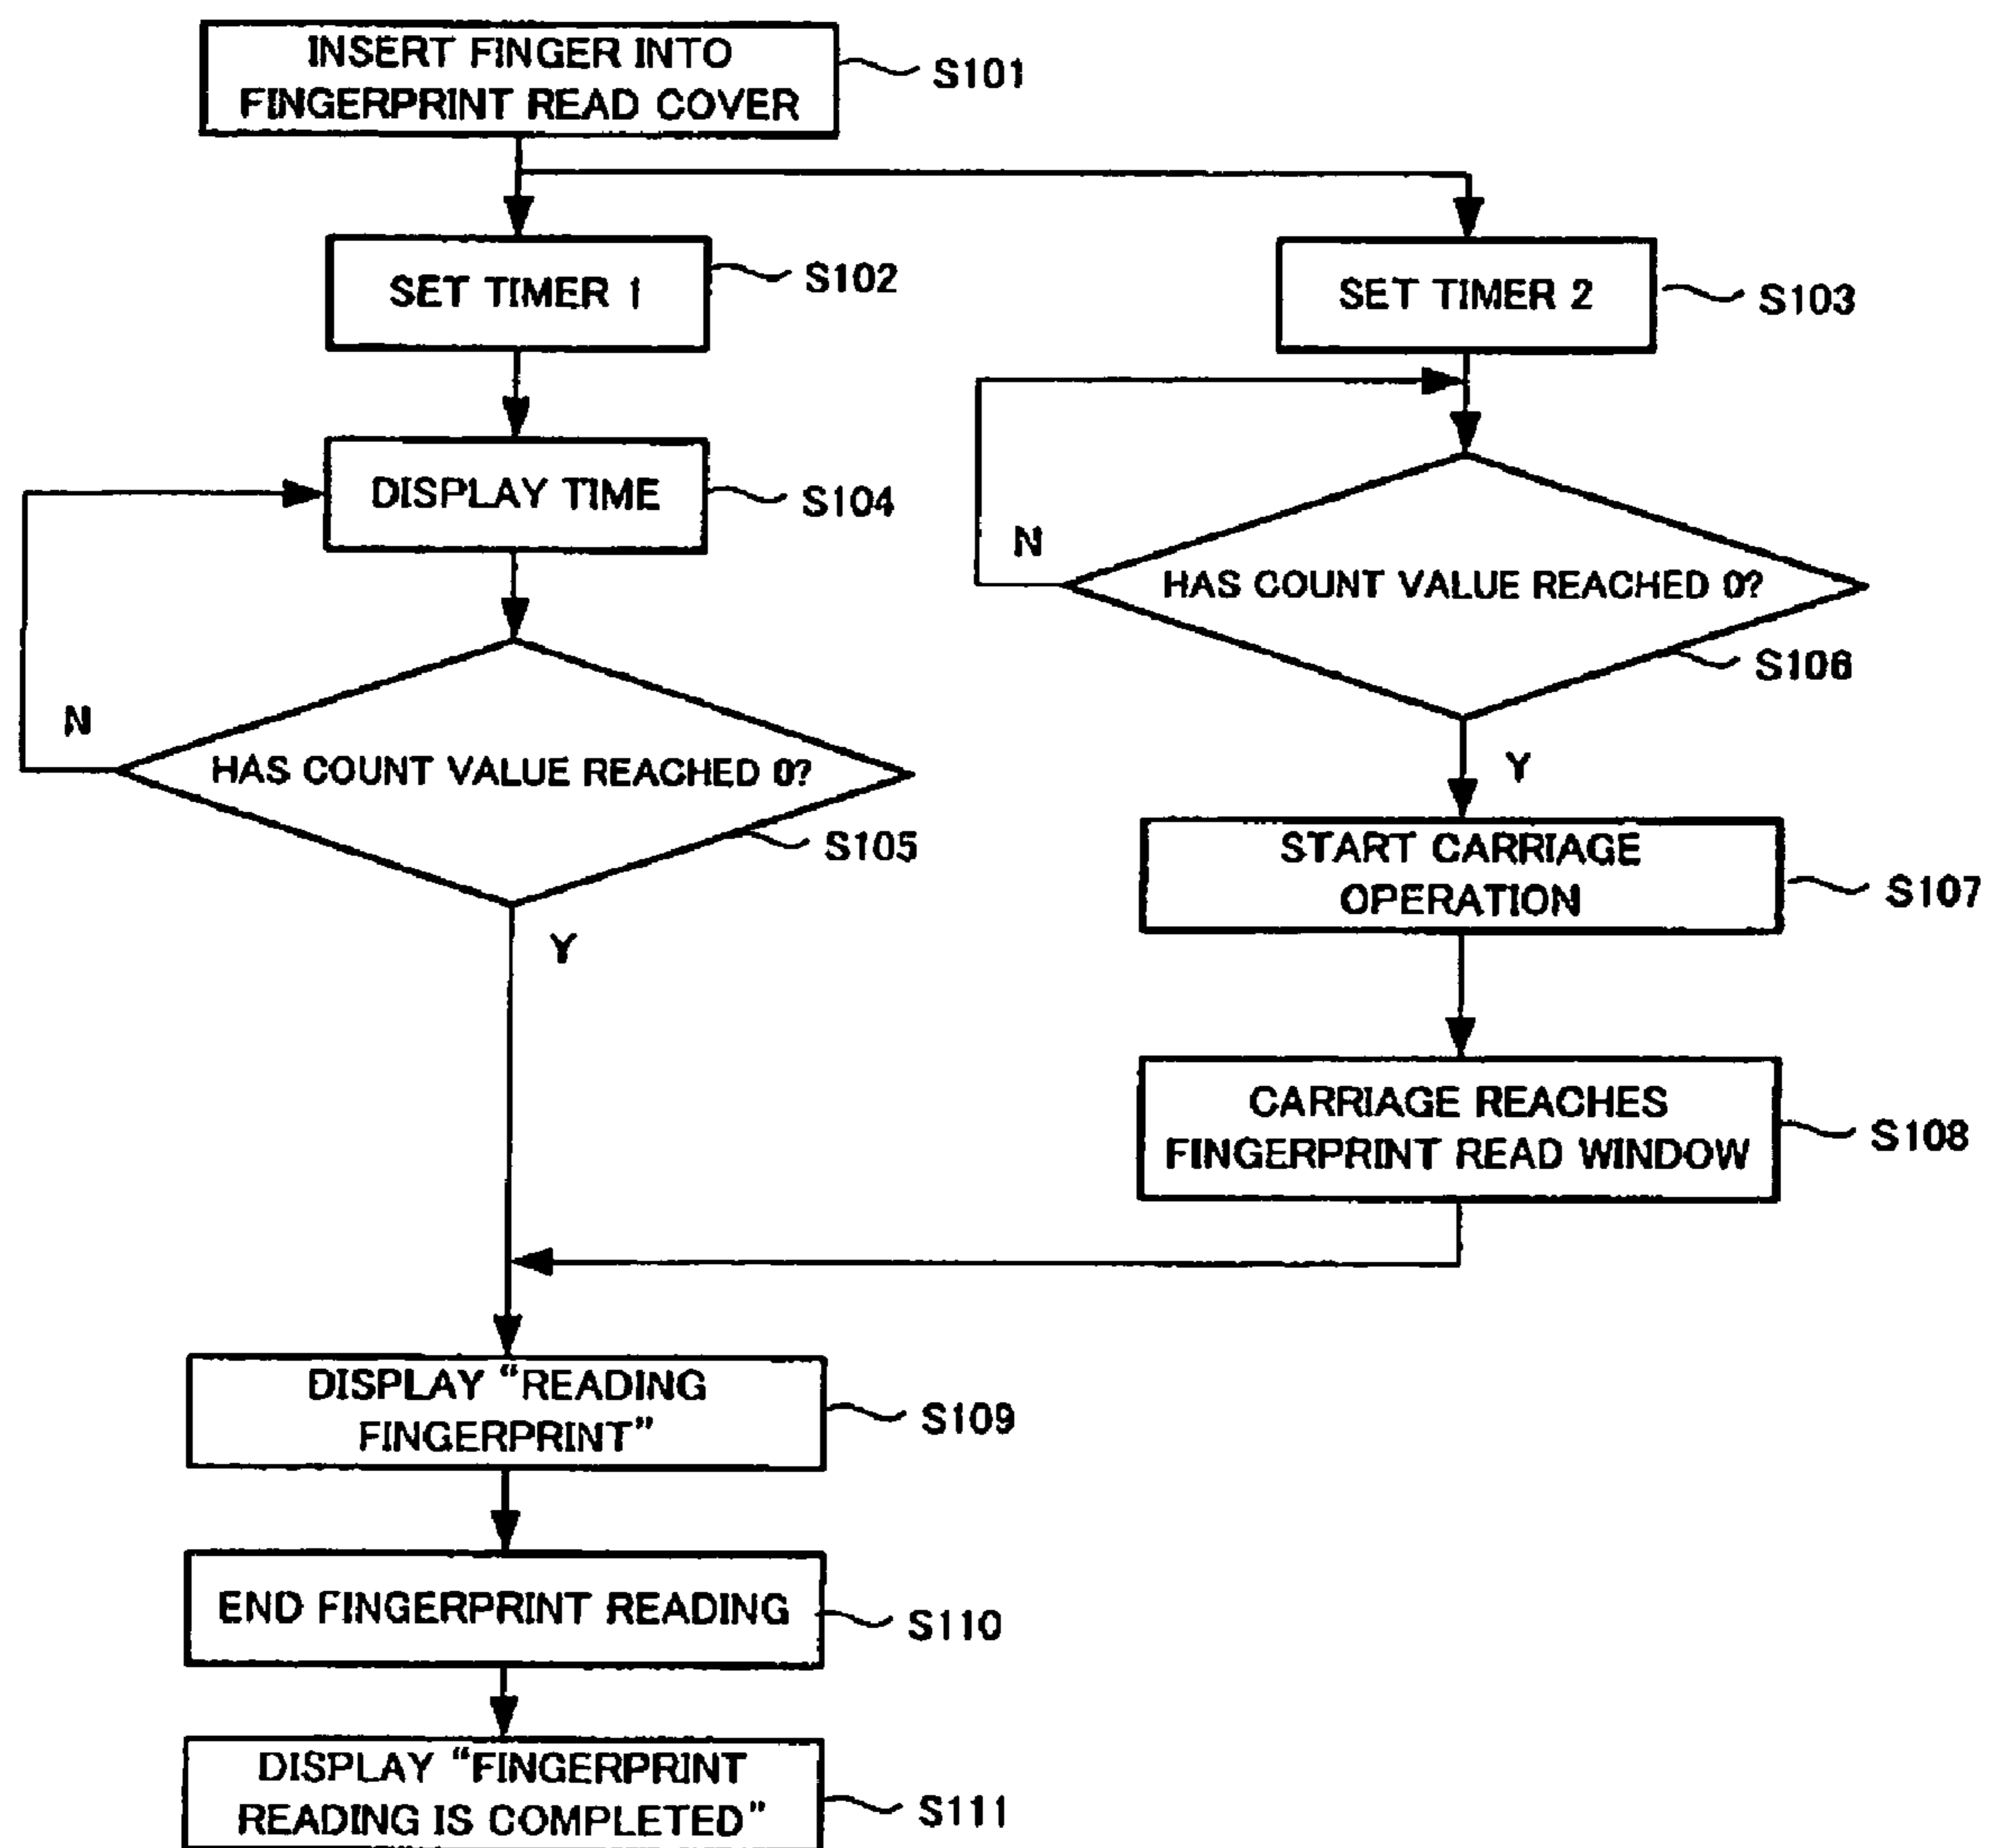 INSERT FINGER INTO
FINGERPRINT READ COVER
S101
SET TIMER 1
S102
SET TIMER 2
S103
DISPLAY TIME
S104
N
HAS COUNT VALUE REACHED 0?
S106
N
HAS COUNT VALUE REACHED 0?
S105
Y
START CARRIAGE
OPERATION
S107
Y
CARRIAGE REACHES
FINGERPRINT READ WINDOW
S108
DISPLAY “READING
FINGERPRINT”
S109
END FINGERPRINT READING
S110
DISPLAY “FINGERPRINT
READING IS COMPLETED”
S111